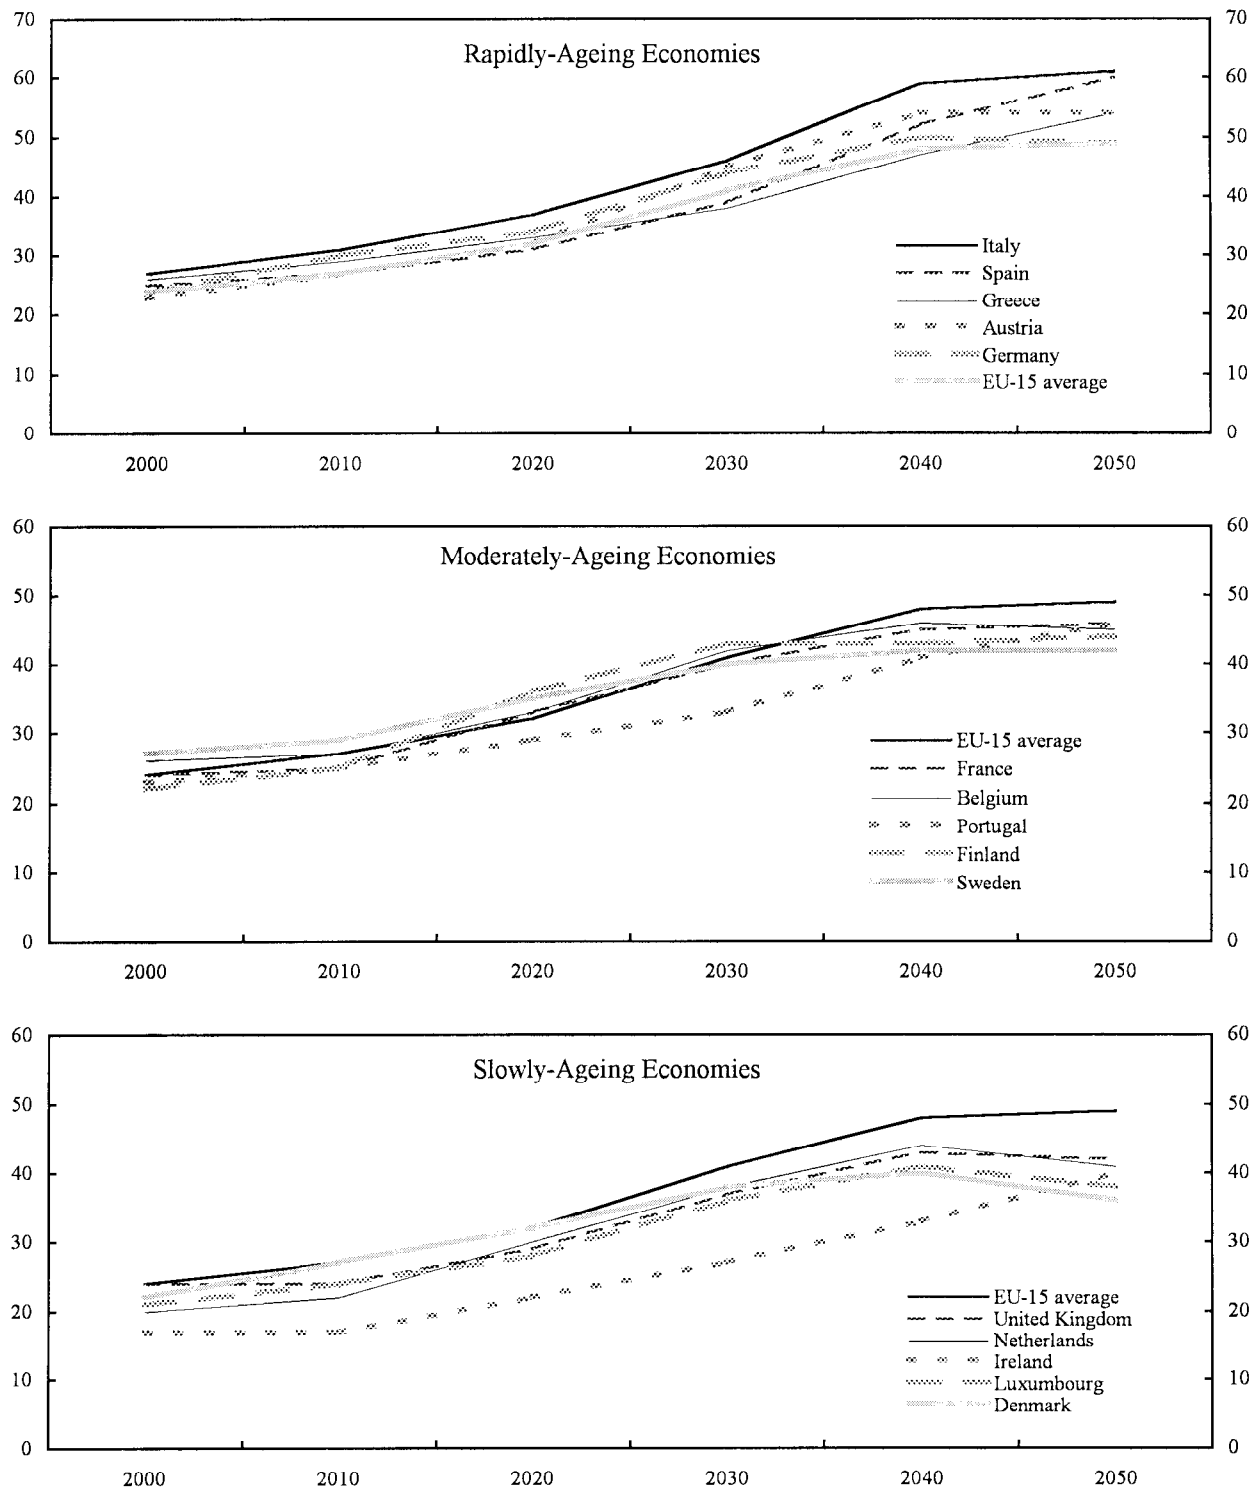 Rapidly-Ageing Economies
70 70
60 60
50 50
40 40
30 30
20 20
10 10
0 0
Italy
Spain
Greece
Austria
Germany
EU-15 average
2000 2010 2020 2030 2040 2050
Moderately-Ageing Economies
60 60
50 50
40 40
30 30
20 20
10 10
0 0
EU-15 average
France
Belgium
Portugal
Finland
Sweden
2000 2010 2020 2030 2040 2050
Slowly-Ageing Economies
60 60
50 50
40 40
30 30
20 20
10 10
0 0
EU-15 average
United Kingdom
Netherlands
Ireland
Luxumbourg
Denmark
2000 2010 2020 2030 2040 2050